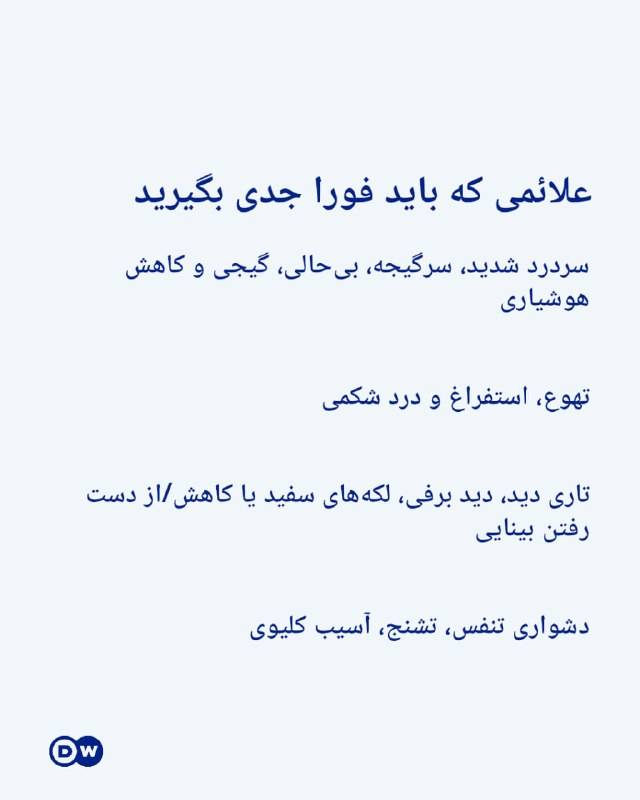 علائمی که باید فورا جدی بگیرید
سردرد شدید، سرگیجه، بی‌حالی، گیجی و کاهش
هوشیاری
تهوع، استفراغ و درد شکمی
تاری دید، دید برفی، لکه‌های سفید یا کاهش/از دست
رفتن بینایی
دشواری تنفس، تشنج، آسیب کلیوی
DW